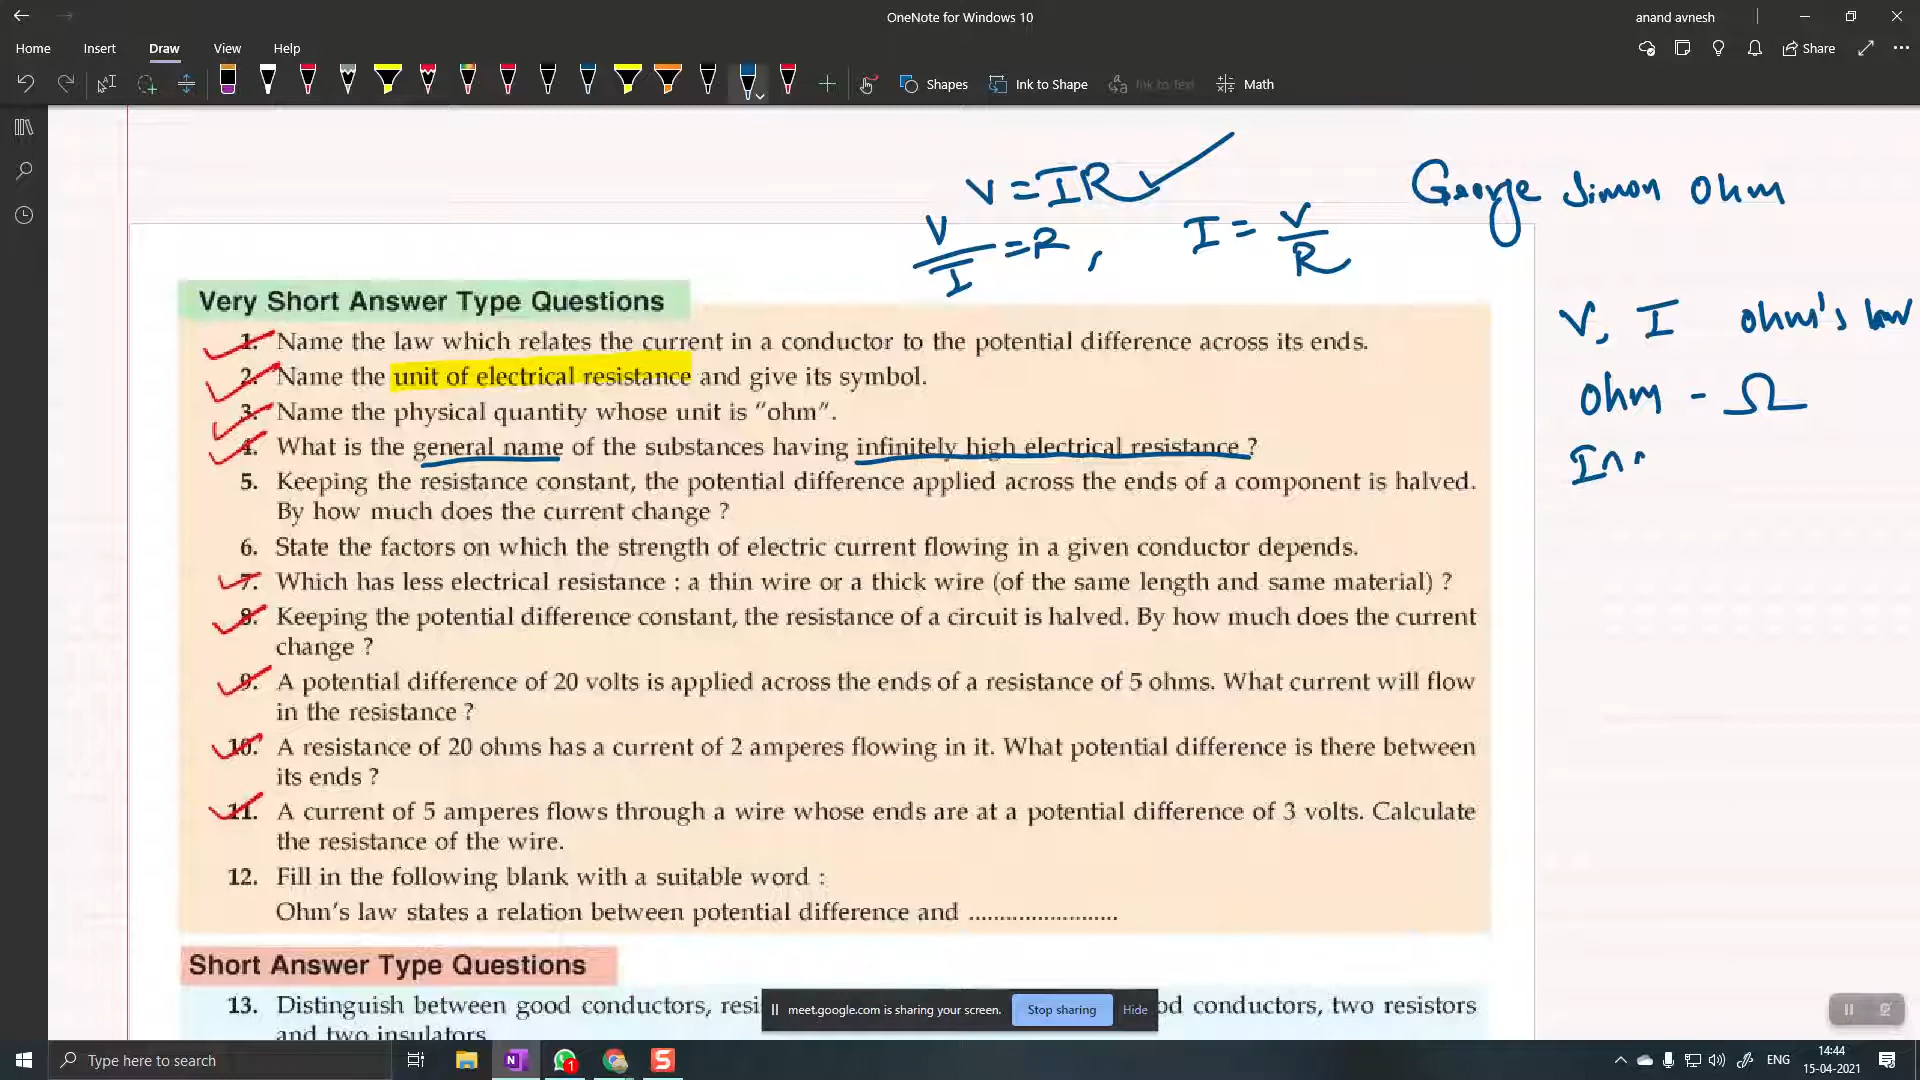 OneNote for Windows 10
anand avnesh
Home Insert Draw View Help
Share
Shapes
Ink to Shape
Ink to Text
Math
V = IR
George Simon Ohm
V/I = R, I = V/R
Very Short Answer Type Questions
V, I Ohm's law
1. Name the law which relates the current in a conductor to the potential difference across its ends.
2. Name the unit of electrical resistance and give its symbol.
Ohm - Ω
3. Name the physical quantity whose unit is “ohm”.
4. What is the general name of the substances having infinitely high electrical resistance ?
5. Keeping the resistance constant, the potential difference applied across the ends of a component is halved.
By how much does the current change ?
6. State the factors on which the strength of electric current flowing in a given conductor depends.
7. Which has less electrical resistance : a thin wire or a thick wire (of the same length and same material) ?
8. Keeping the potential difference constant, the resistance of a circuit is halved. By how much does the current
change ?
9. A potential difference of 20 volts is applied across the ends of a resistance of 5 ohms. What current will flow
in the resistance ?
10. A resistance of 20 ohms has a current of 2 amperes flowing in it. What potential difference is there between
its ends ?
11. A current of 5 amperes flows through a wire whose ends are at a potential difference of 3 volts. Calculate
the resistance of the wire.
12. Fill in the following blank with a suitable word :
Ohm's law states a relation between potential difference and ........................
Short Answer Type Questions
13. Distinguish between good conductors, resi
conductors, two resistors
and two insulators.
meet.google.com is sharing your screen.
Stop sharing
Hide
Type here to search
1
ENG
14:44
15-04-2021